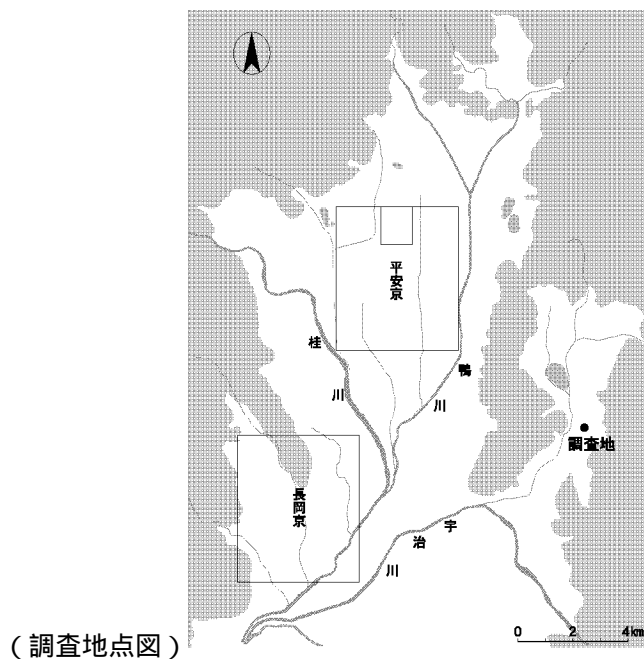 平安京
桂川
鴨川
調査地
長岡京
宇治川
0 2 4km
(調査地点図)